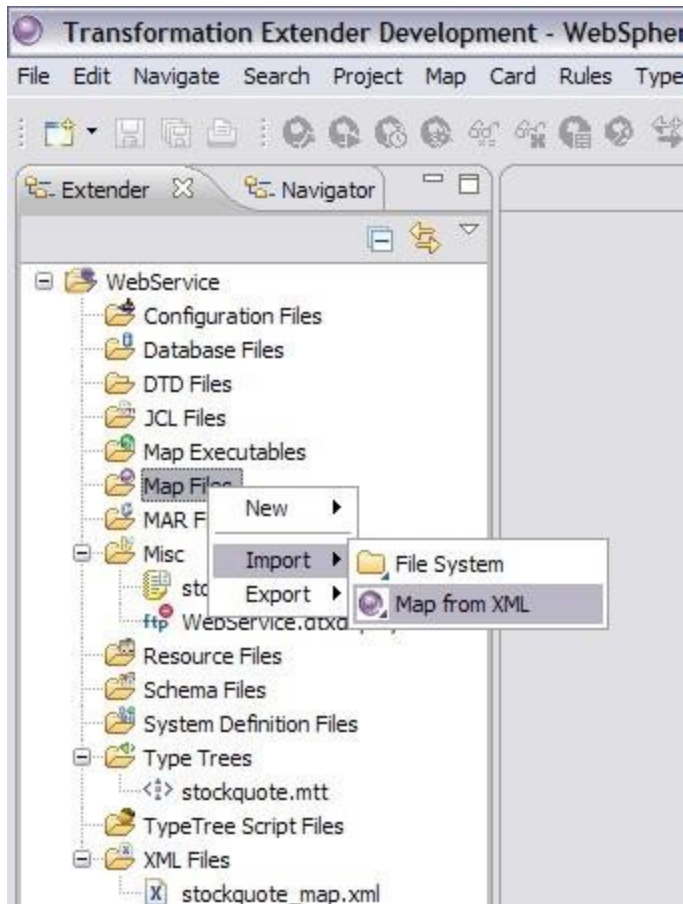 Transformation Extender Development - WebSpher
File Edit Navigate Search Project Map Card Rules Type
Extender Navigator
WebService
Configuration Files
Database Files
DTD Files
JCL Files
Map Executables
Map Files
New
MAR F
Misc
Import
File System
sto
Export
Map from XML
ftp WebService.dtxd
Resource Files
Schema Files
System Definition Files
Type Trees
stockquote.mtt
TypeTree Script Files
XML Files
stockquote_map.xml